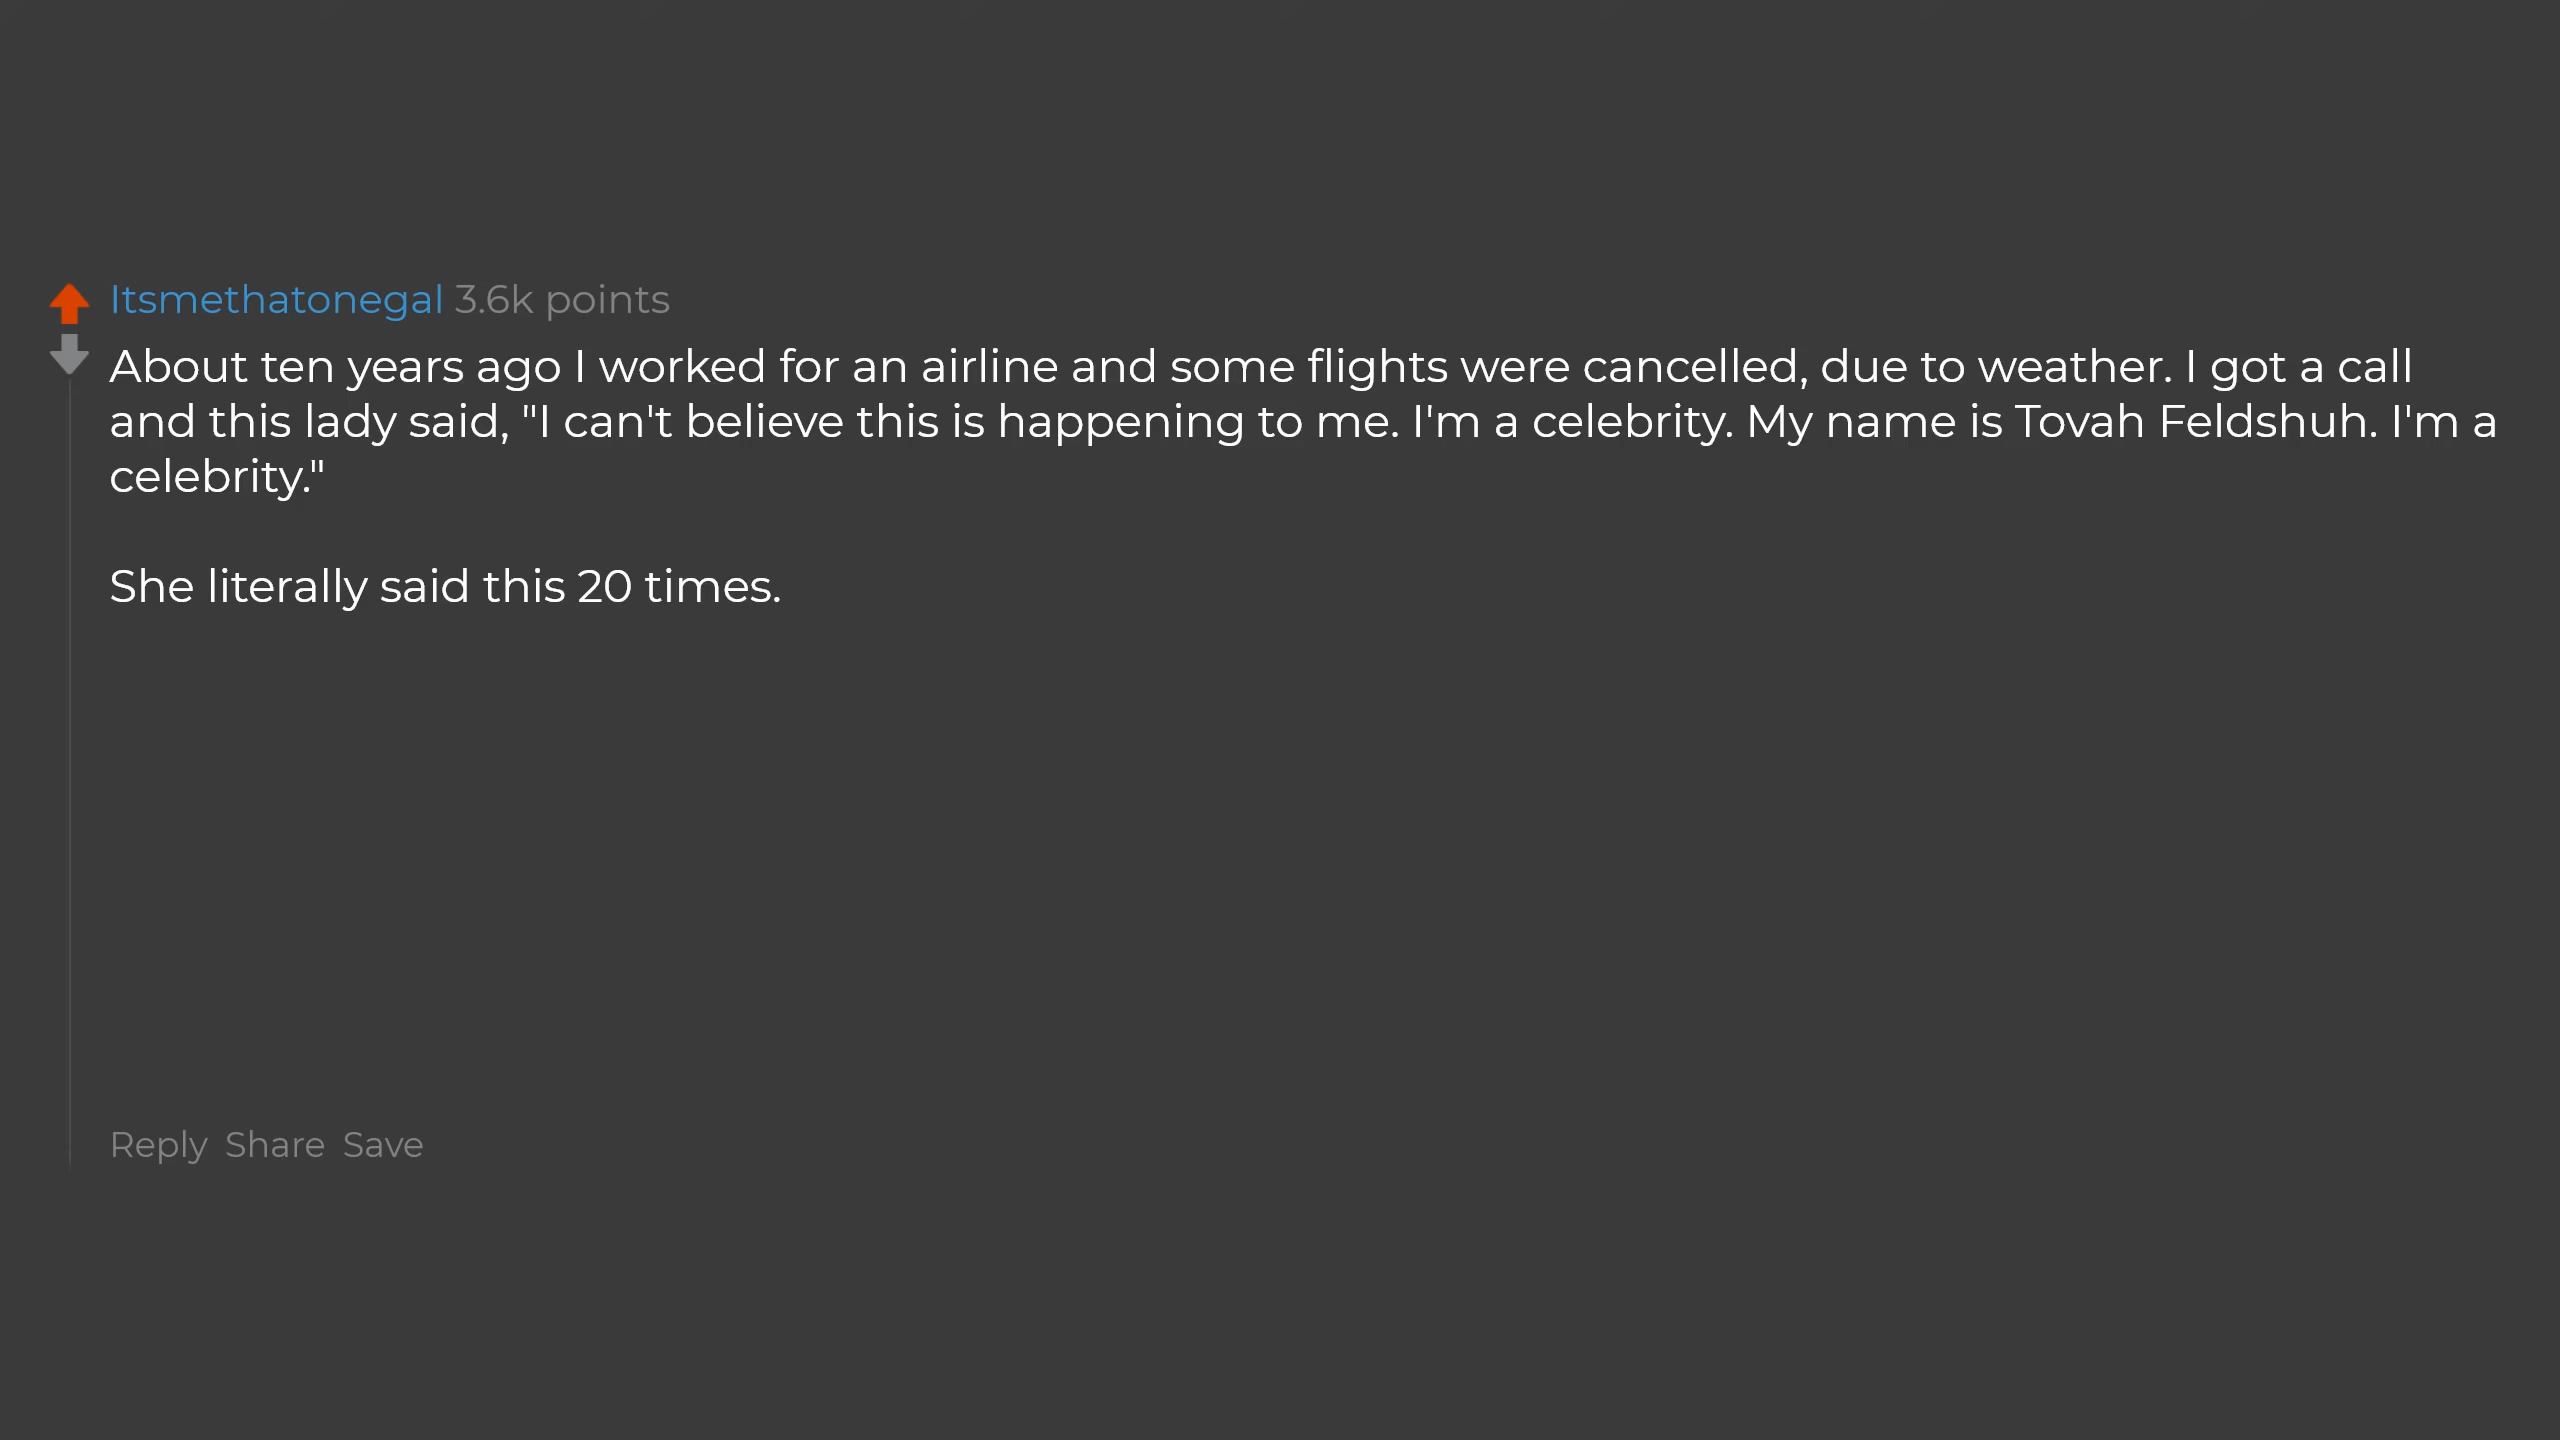 Itsmethatonegal 3.6k points
About ten years ago I worked for an airline and some flights were cancelled, due to weather. I got a call
and this lady said, "I can't believe this is happening to me. I'm a celebrity. My name is Tovah Feldshuh. I'm a
celebrity."
She literally said this 20 times.
Reply Share Save